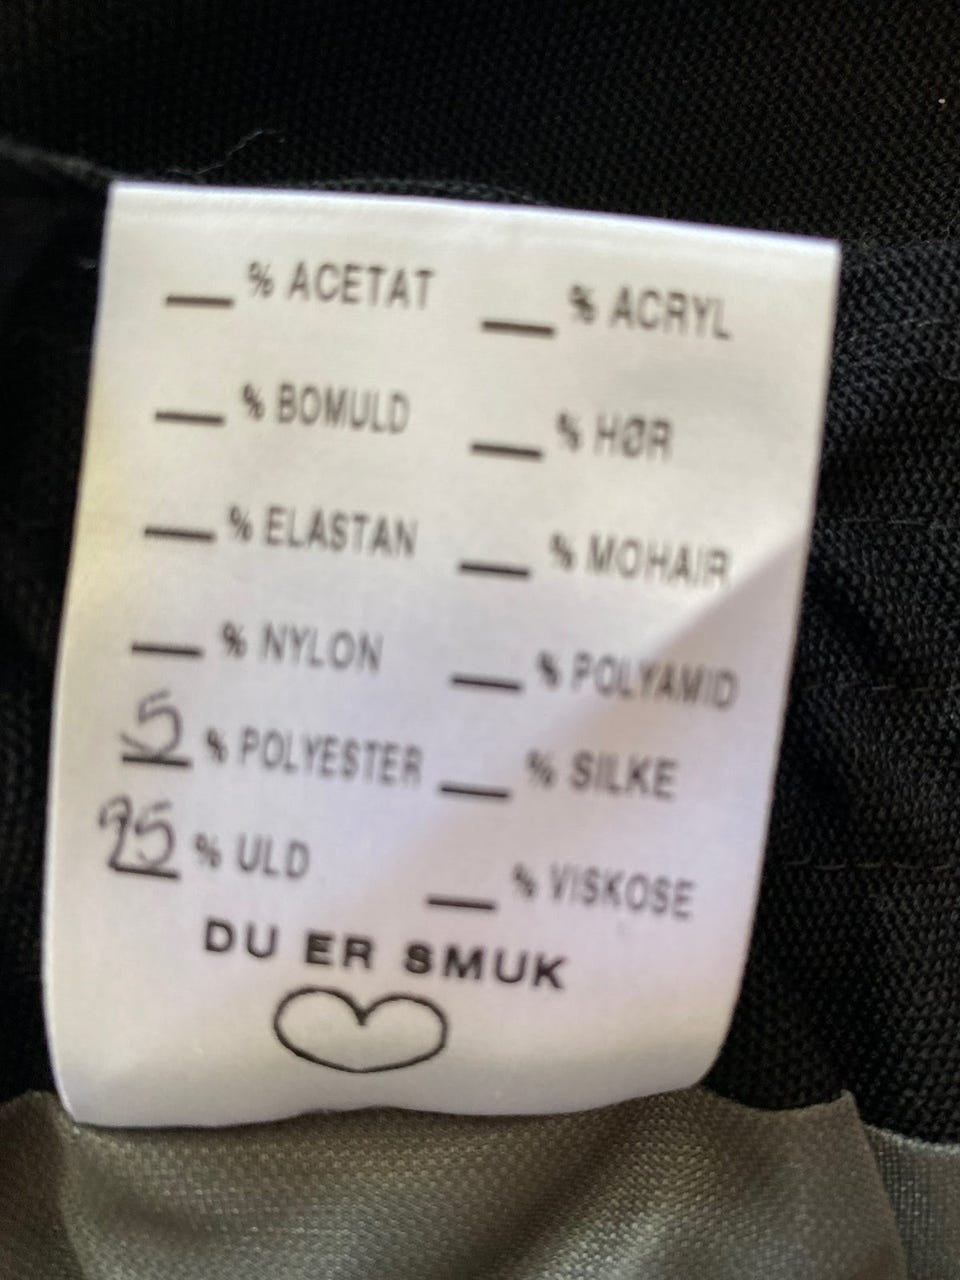 __ % ACETAT __ % ACRYL
__ % BOMULD __ % HØR
__ % ELASTAN __ % MOHAIR
__ % NYLON __ % POLYAMID
5 % POLYESTER __ % SILKE
95 % ULD __ % VISKOSE
DU ER SMUK